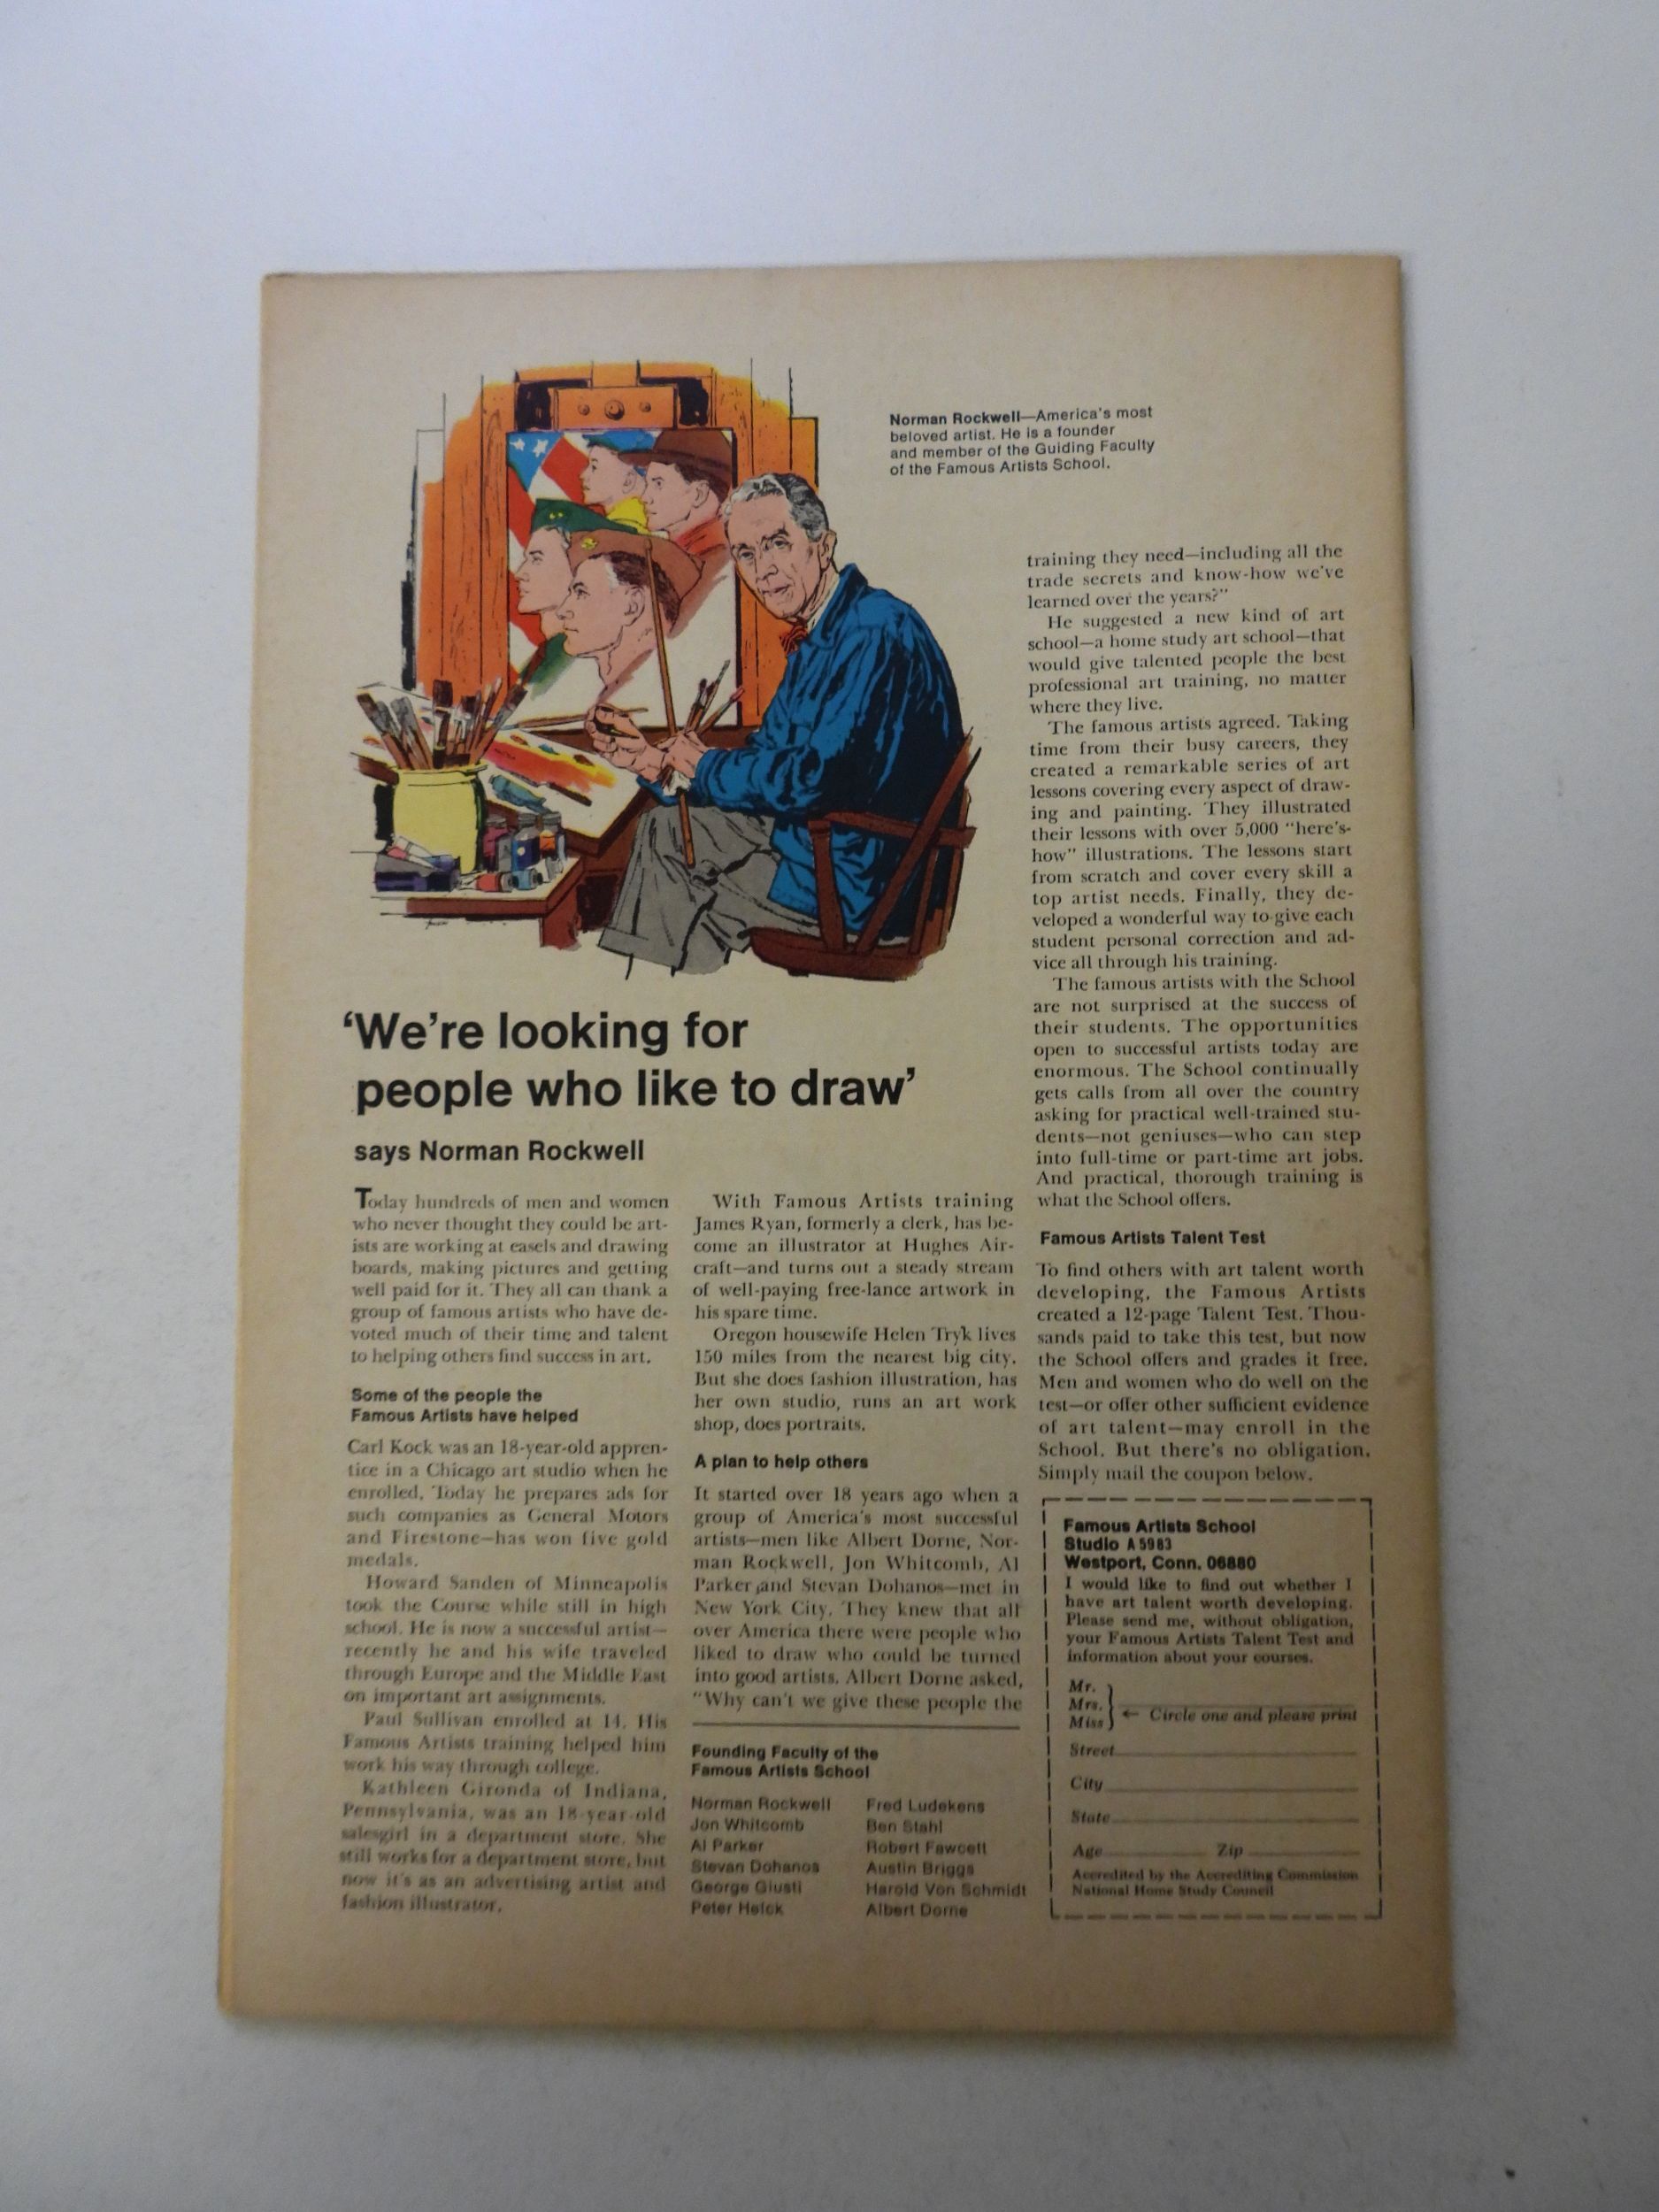 Norman Rockwell—America's most
beloved artist. He is a founder
and member of the Guiding Faculty
of the Famous Artists School.
'We're looking for
people who like to draw'
says Norman Rockwell
Today hundreds of men and women
who never thought they could be art-
ists are working at easels and drawing
boards, making pictures and getting
well paid for it. They all can thank a
group of famous artists who have de-
voted much of their time and talent
to helping others find success in art.
Some of the people the
Famous Artists have helped
Carl Kock was an 18-year-old appren-
tice in a Chicago art studio when he
enrolled. Today he prepares ads for
such companies as General Motors
and Firestone—has won five gold
medals.
Howard Sanden of Minneapolis
took the Course while still in high
school. He is now a successful artist—
recently he and his wife traveled
through Europe and the Middle East
on important art assignments.
Paul Sullivan enrolled at 14. His
Famous Artists training helped him
work his way through college.
Kathleen Gironda of Indiana,
Pennsylvania, was an 18-year-old
salesgirl in a department store. She
still works for a department store, but
now it's as an advertising artist and
fashion illustrator.
With Famous Artists training
James Ryan, formerly a clerk, has be-
come an illustrator at Hughes Air-
craft—and turns out a steady stream
of well-paying free-lance artwork in
his spare time.
Oregon housewife Helen Tryk lives
150 miles from the nearest big city.
But she does fashion illustration, has
her own studio, runs an art work
shop, does portraits.
A plan to help others
It started over 18 years ago when a
group of America's most successful
artists—men like Albert Dorne, Nor-
man Rockwell, Jon Whitcomb, Al
Parker and Stevan Dohanos—met in
New York City. They knew that all
over America there were people who
liked to draw who could be turned
into good artists. Albert Dorne asked,
"Why can't we give these people the
Founding Faculty of the
Famous Artists School
Norman Rockwell
Jon Whitcomb
Al Parker
Stevan Dohanos
George Giusti
Peter Helck
Fred Ludekens
Ben Stahl
Robert Fawcett
Austin Briggs
Harold Von Schmidt
Albert Dorne
training they need—including all the
trade secrets and know-how we've
learned over the years?"
He suggested a new kind of art
school—a home study art school—that
would give talented people the best
professional art training, no matter
where they live.
The famous artists agreed. Taking
time from their busy careers, they
created a remarkable series of art
lessons covering every aspect of draw-
ing and painting. They illustrated
their lessons with over 5,000 "here's-
how" illustrations. The lessons start
from scratch and cover every skill a
top artist needs. Finally, they de-
veloped a wonderful way to give each
student personal correction and ad-
vice all through his training.
The famous artists with the School
are not surprised at the success of
their students. The opportunities
open to successful artists today are
enormous. The School continually
gets calls from all over the country
asking for practical well-trained stu-
dents—not geniuses—who can step
into full-time or part-time art jobs.
And practical, thorough training is
what the School offers.
Famous Artists Talent Test
To find others with art talent worth
developing, the Famous Artists
created a 12-page Talent Test. Thou-
sands paid to take this test, but now
the School offers and grades it free.
Men and women who do well on the
test—or offer other sufficient evidence
of art talent—may enroll in the
School. But there's no obligation.
Simply mail the coupon below.
Famous Artists School
Studio A 5983
Westport, Conn. 06880
I would like to find out whether I
have art talent worth developing.
Please send me, without obligation,
your Famous Artists Talent Test and
information about your courses.
Mr.
Mrs.
Miss
← Circle one and please print
Street
City
State
Age Zip
Accredited by the Accrediting Commission
National Home Study Council